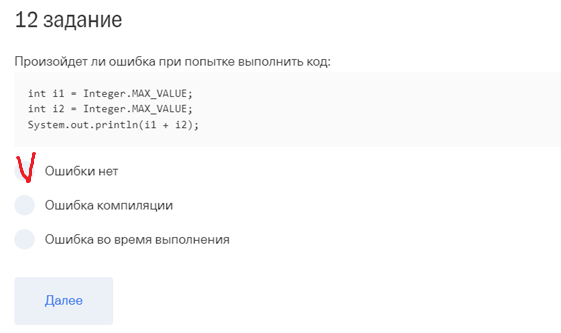 12 задание
Произойдет ли ошибка при попытке выполнить код:
int i1 = Integer.MAX_VALUE;
int i2 = Integer.MAX_VALUE;
System.out.println(i1 + i2);
Ошибки нет
Ошибка компиляции
Ошибка во время выполнения
Далее